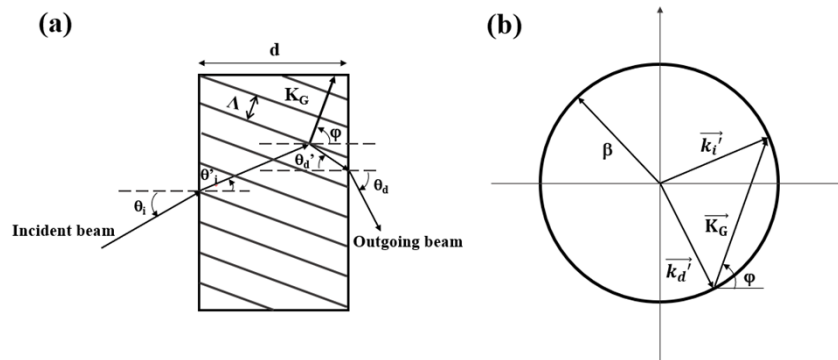 (a)
d
K_G
Λ
φ
θ_d'
θ'_i
θ_d
θ_i
Incident beam
Outgoing beam
(b)
k_i'
β
K_G
k_d'
φ